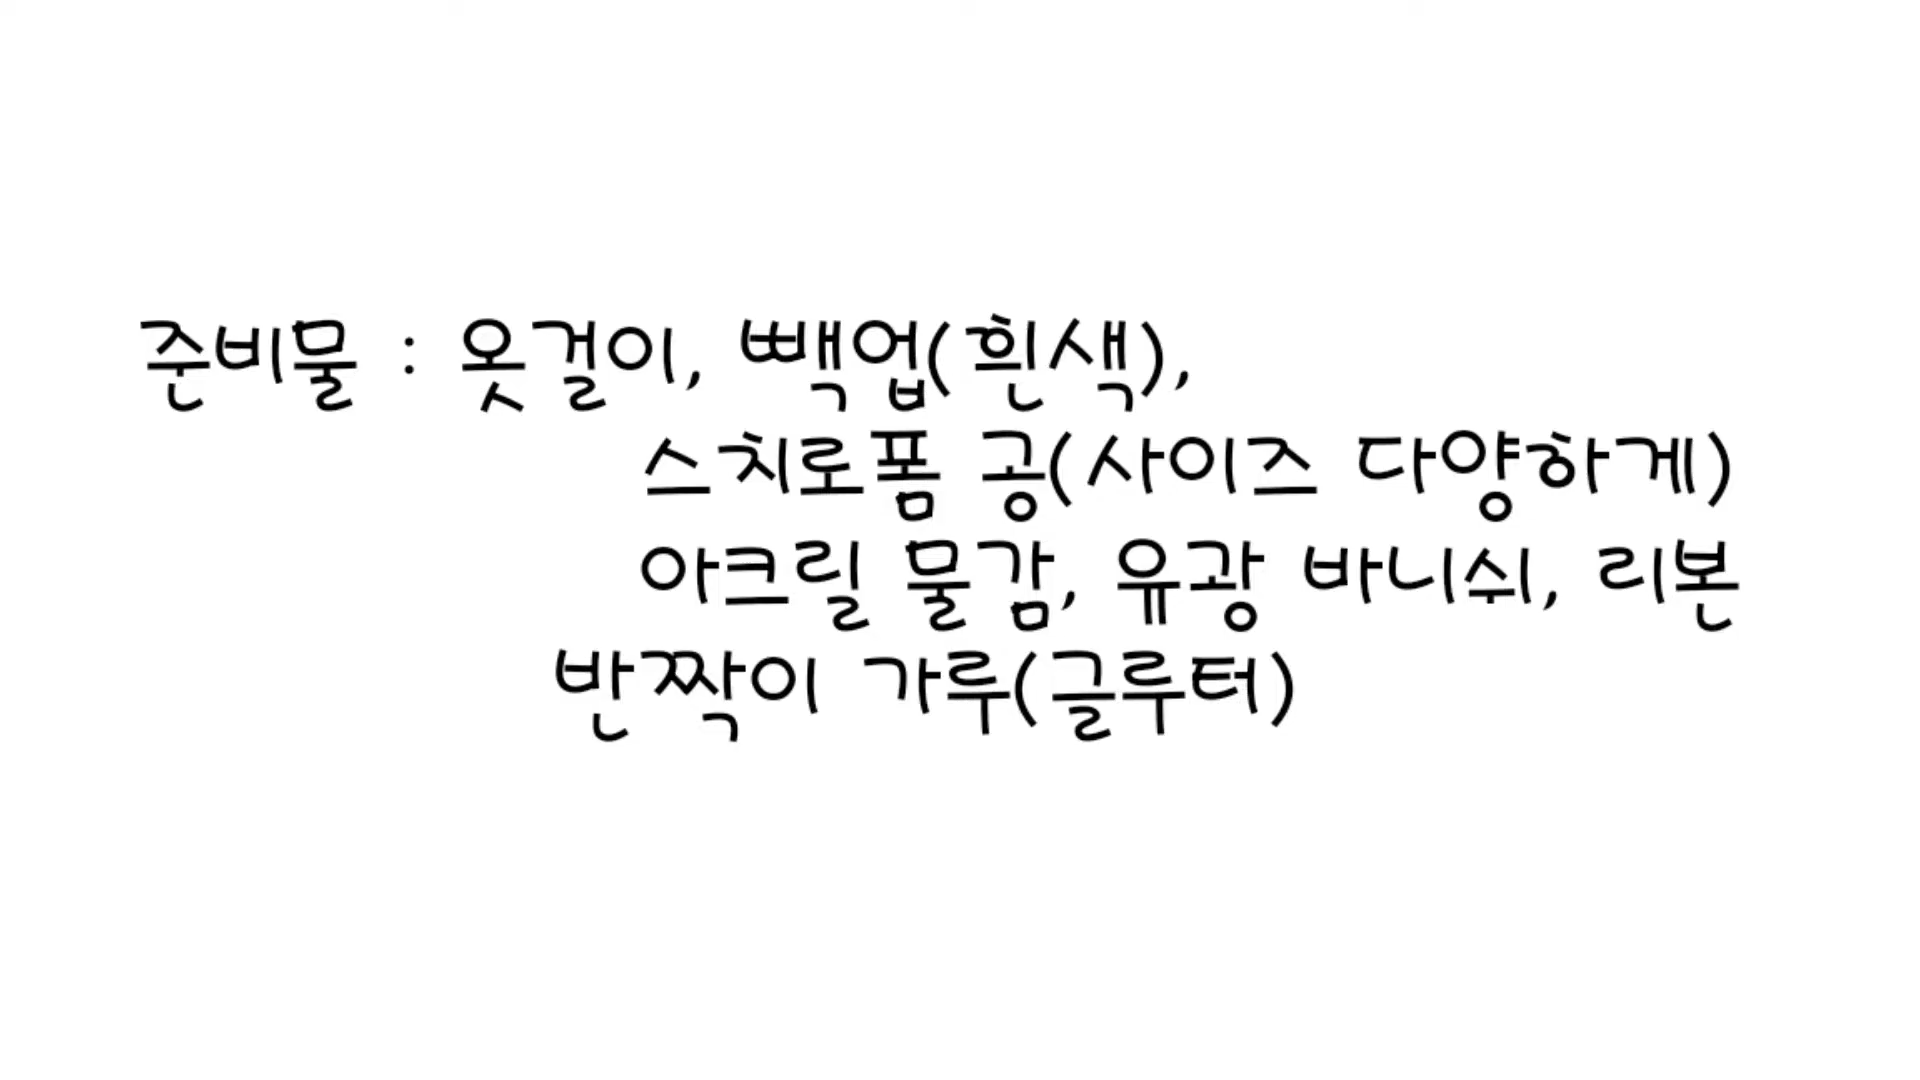 준비물 : 옷걸이, 빽업(흰색),
스치로폼 공(사이즈 다양하게)
아크릴 물감, 유광 바니쉬, 리본
반짝이 가루(글루터)